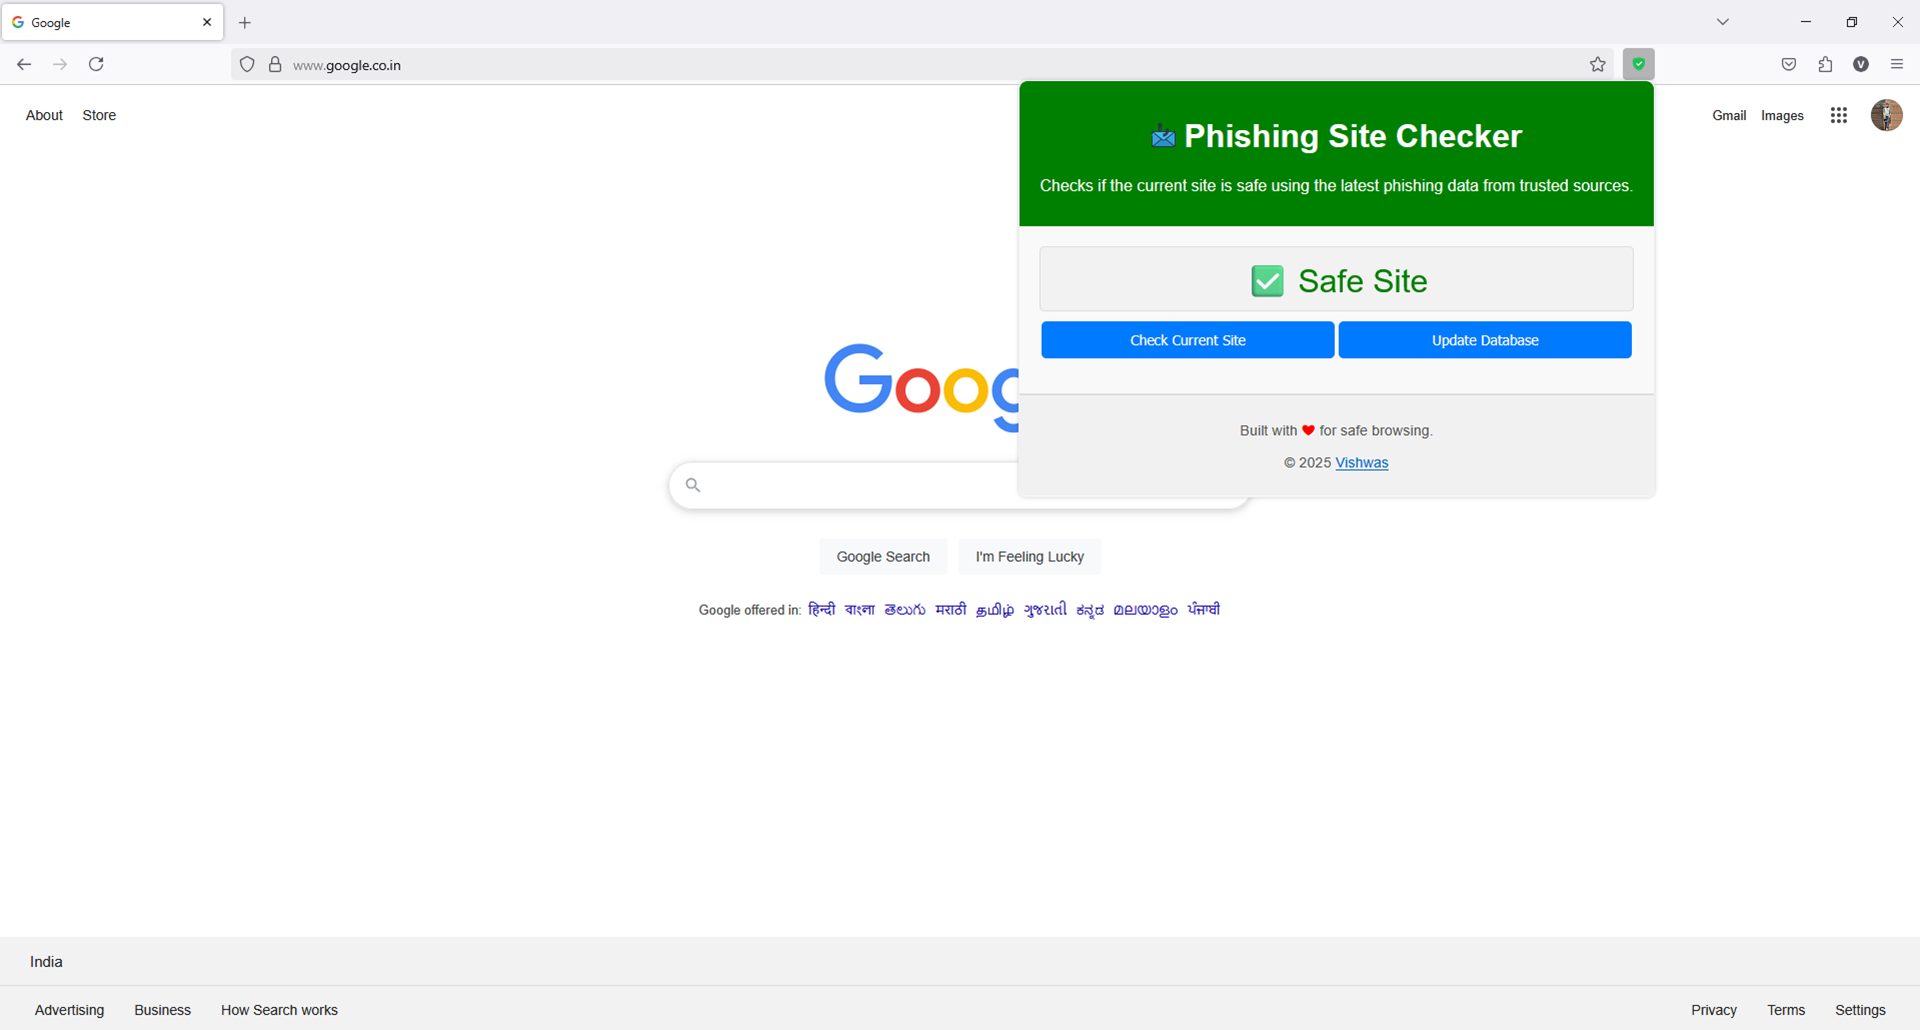 Google
www.google.co.in
V
About Store
Gmail Images
Phishing Site Checker
Checks if the current site is safe using the latest phishing data from trusted sources.
Safe Site
Check Current Site Update Database
Goog
Built with ❤ for safe browsing.
© 2025 Vishwas
Google Search I'm Feeling Lucky
Google offered in: हिन्दी বাংলা తెలుగు मराठी தமிழ் ગુજરાતી ಕನ್ನಡ മലയാളം ਪੰਜਾਬੀ
India
Advertising Business How Search works
Privacy Terms Settings